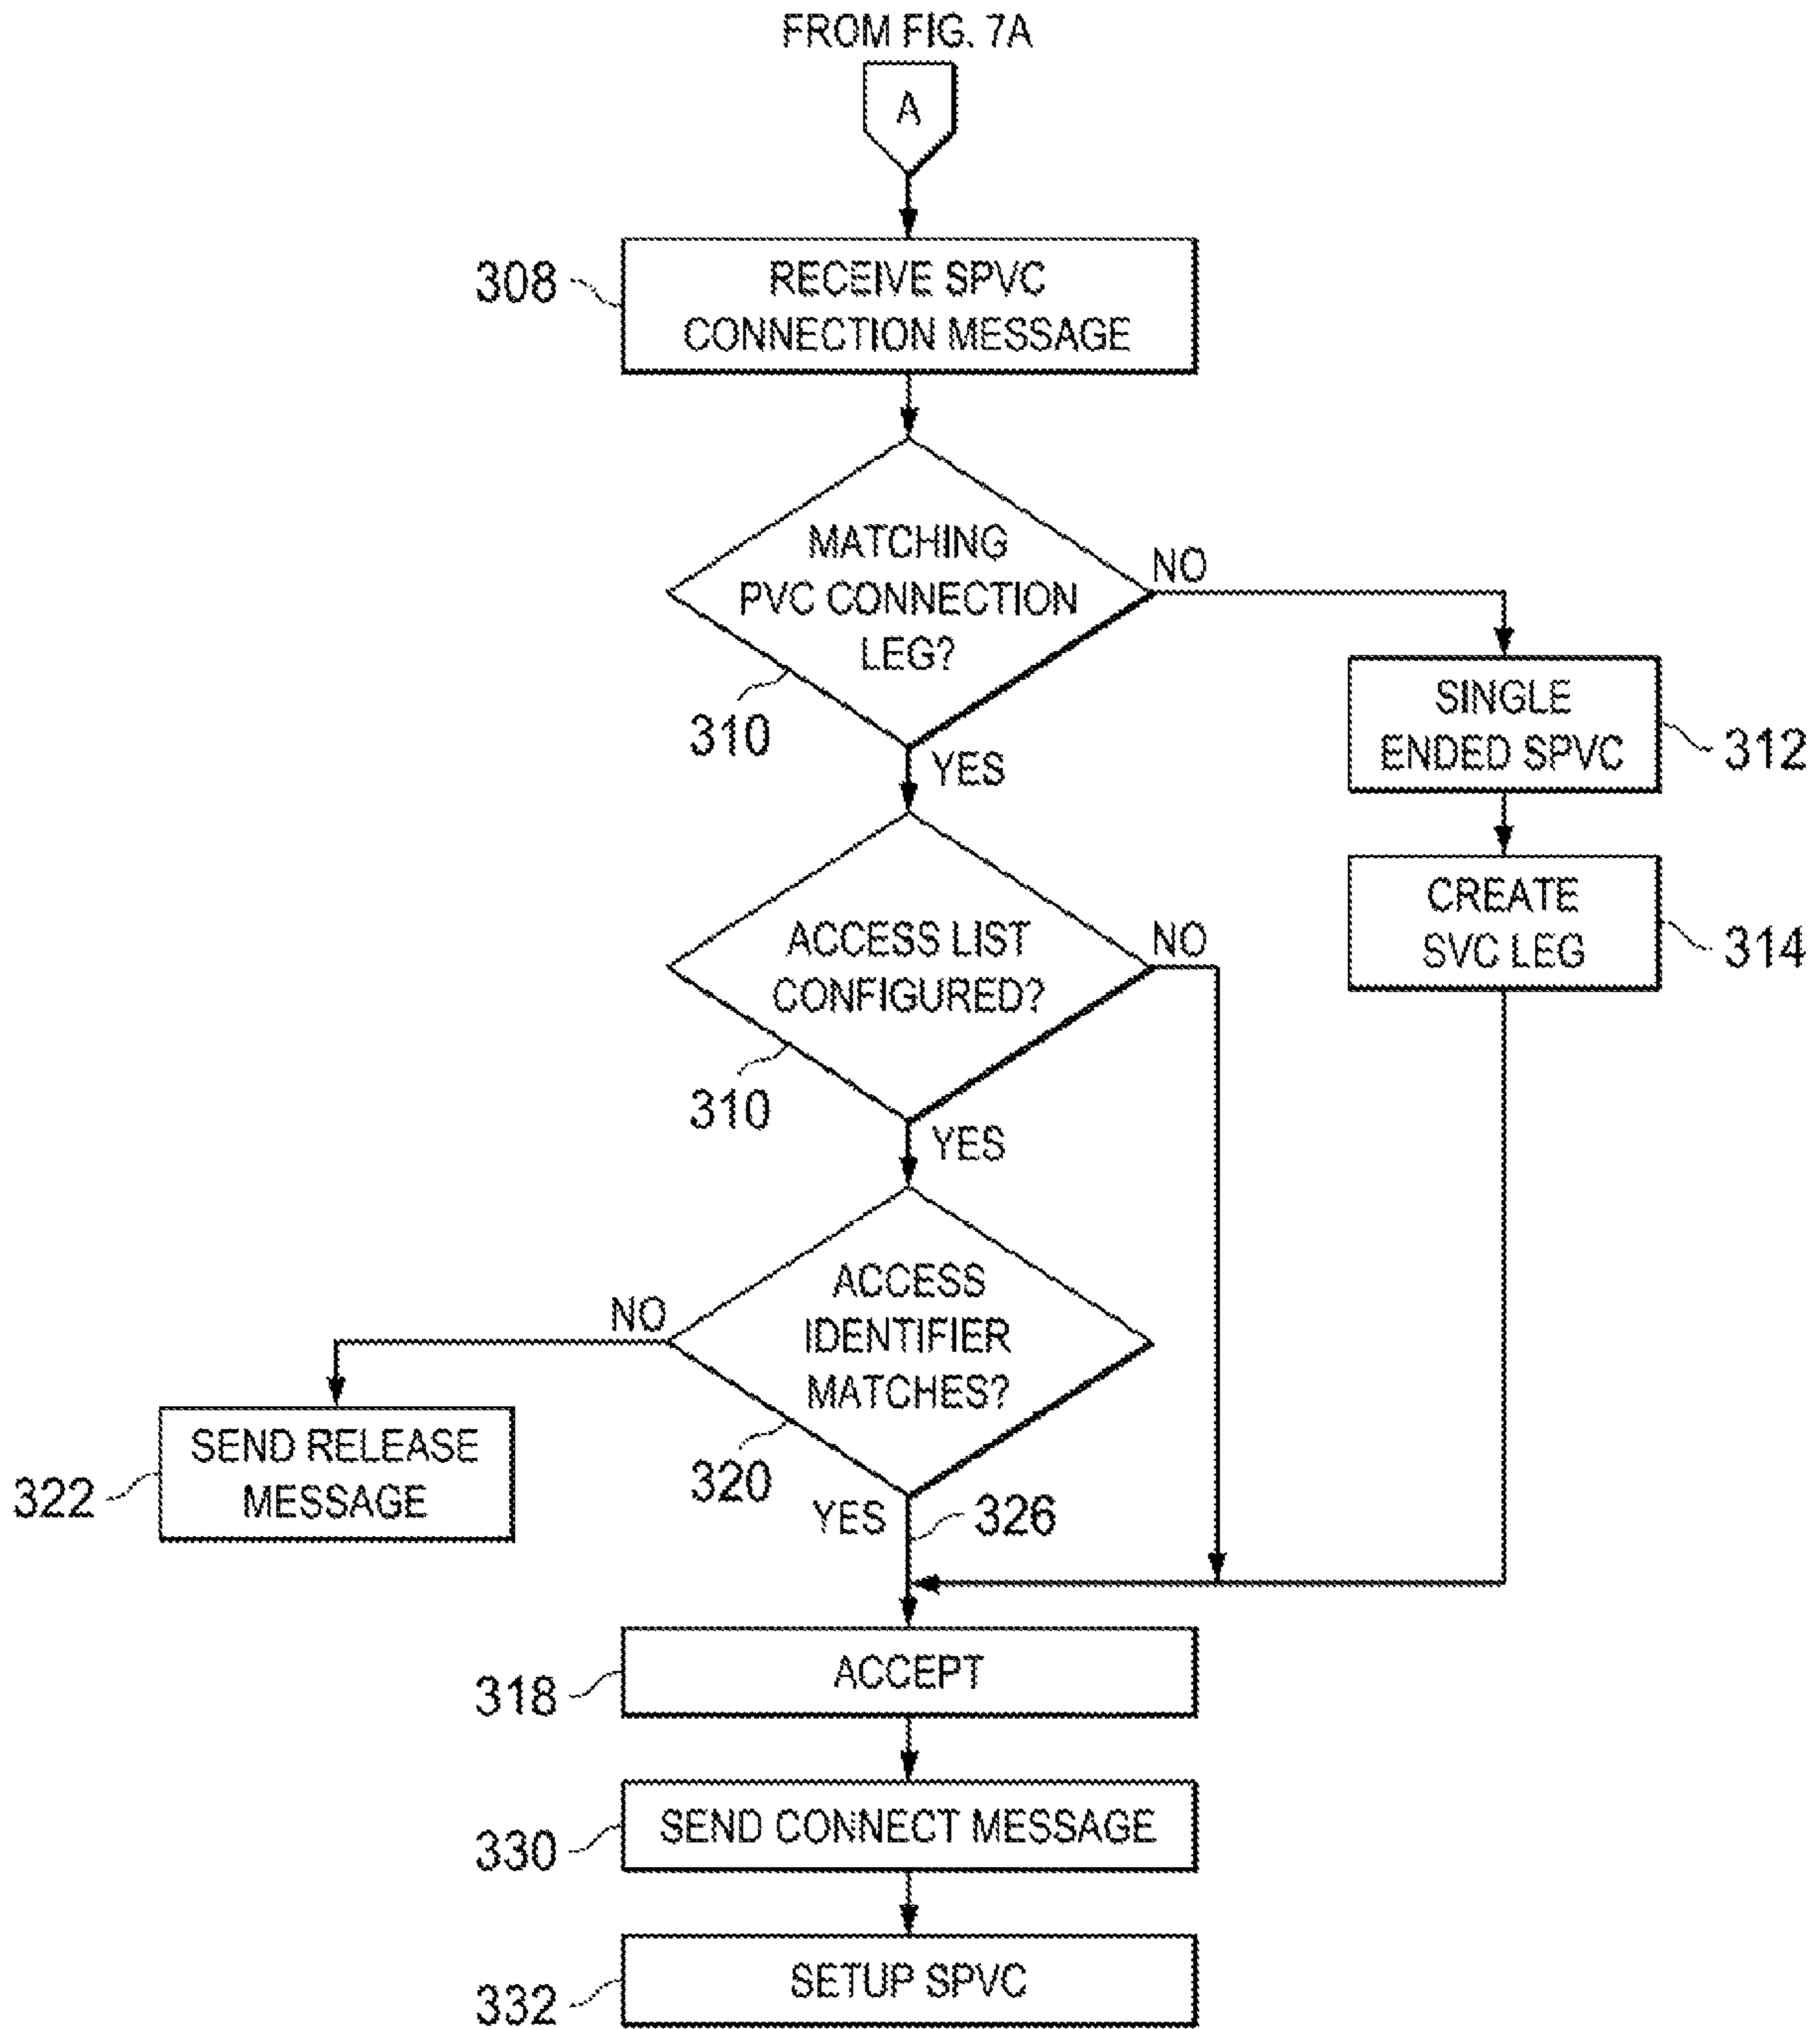 FROM FIG. 7A
A
308
RECEIVE SPVC
CONNECTION MESSAGE
MATCHING
PVC CONNECTION
LEG?
NO
310
YES
SINGLE
ENDED SPVC
312
CREATE
SVC LEG
314
ACCESS LIST
CONFIGURED?
NO
310
YES
ACCESS
IDENTIFIER
MATCHES?
NO
320
SEND RELEASE
MESSAGE
322
YES
326
ACCEPT
318
SEND CONNECT MESSAGE
330
SETUP SPVC
332